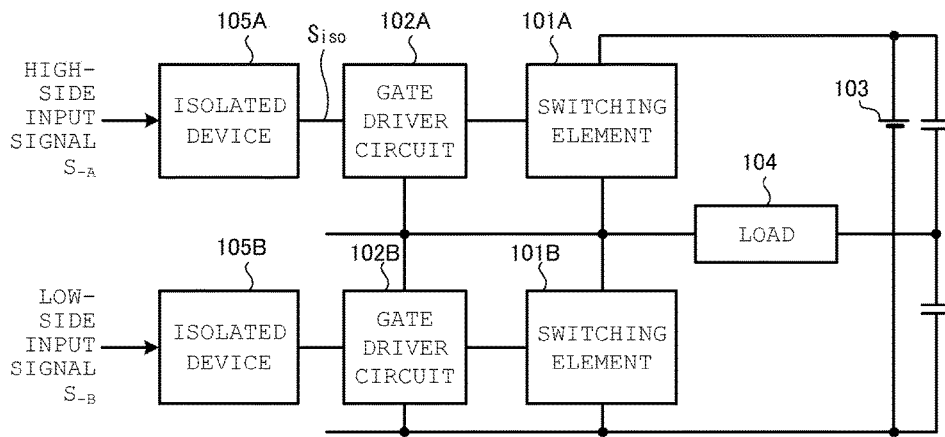 105A
S_iso
102A
101A
HIGH-
SIDE
INPUT
SIGNAL
S-A
ISOLATED
DEVICE
GATE
DRIVER
CIRCUIT
SWITCHING
ELEMENT
103
104
LOAD
105B
102B
101B
LOW-
SIDE
INPUT
SIGNAL
S-B
ISOLATED
DEVICE
GATE
DRIVER
CIRCUIT
SWITCHING
ELEMENT